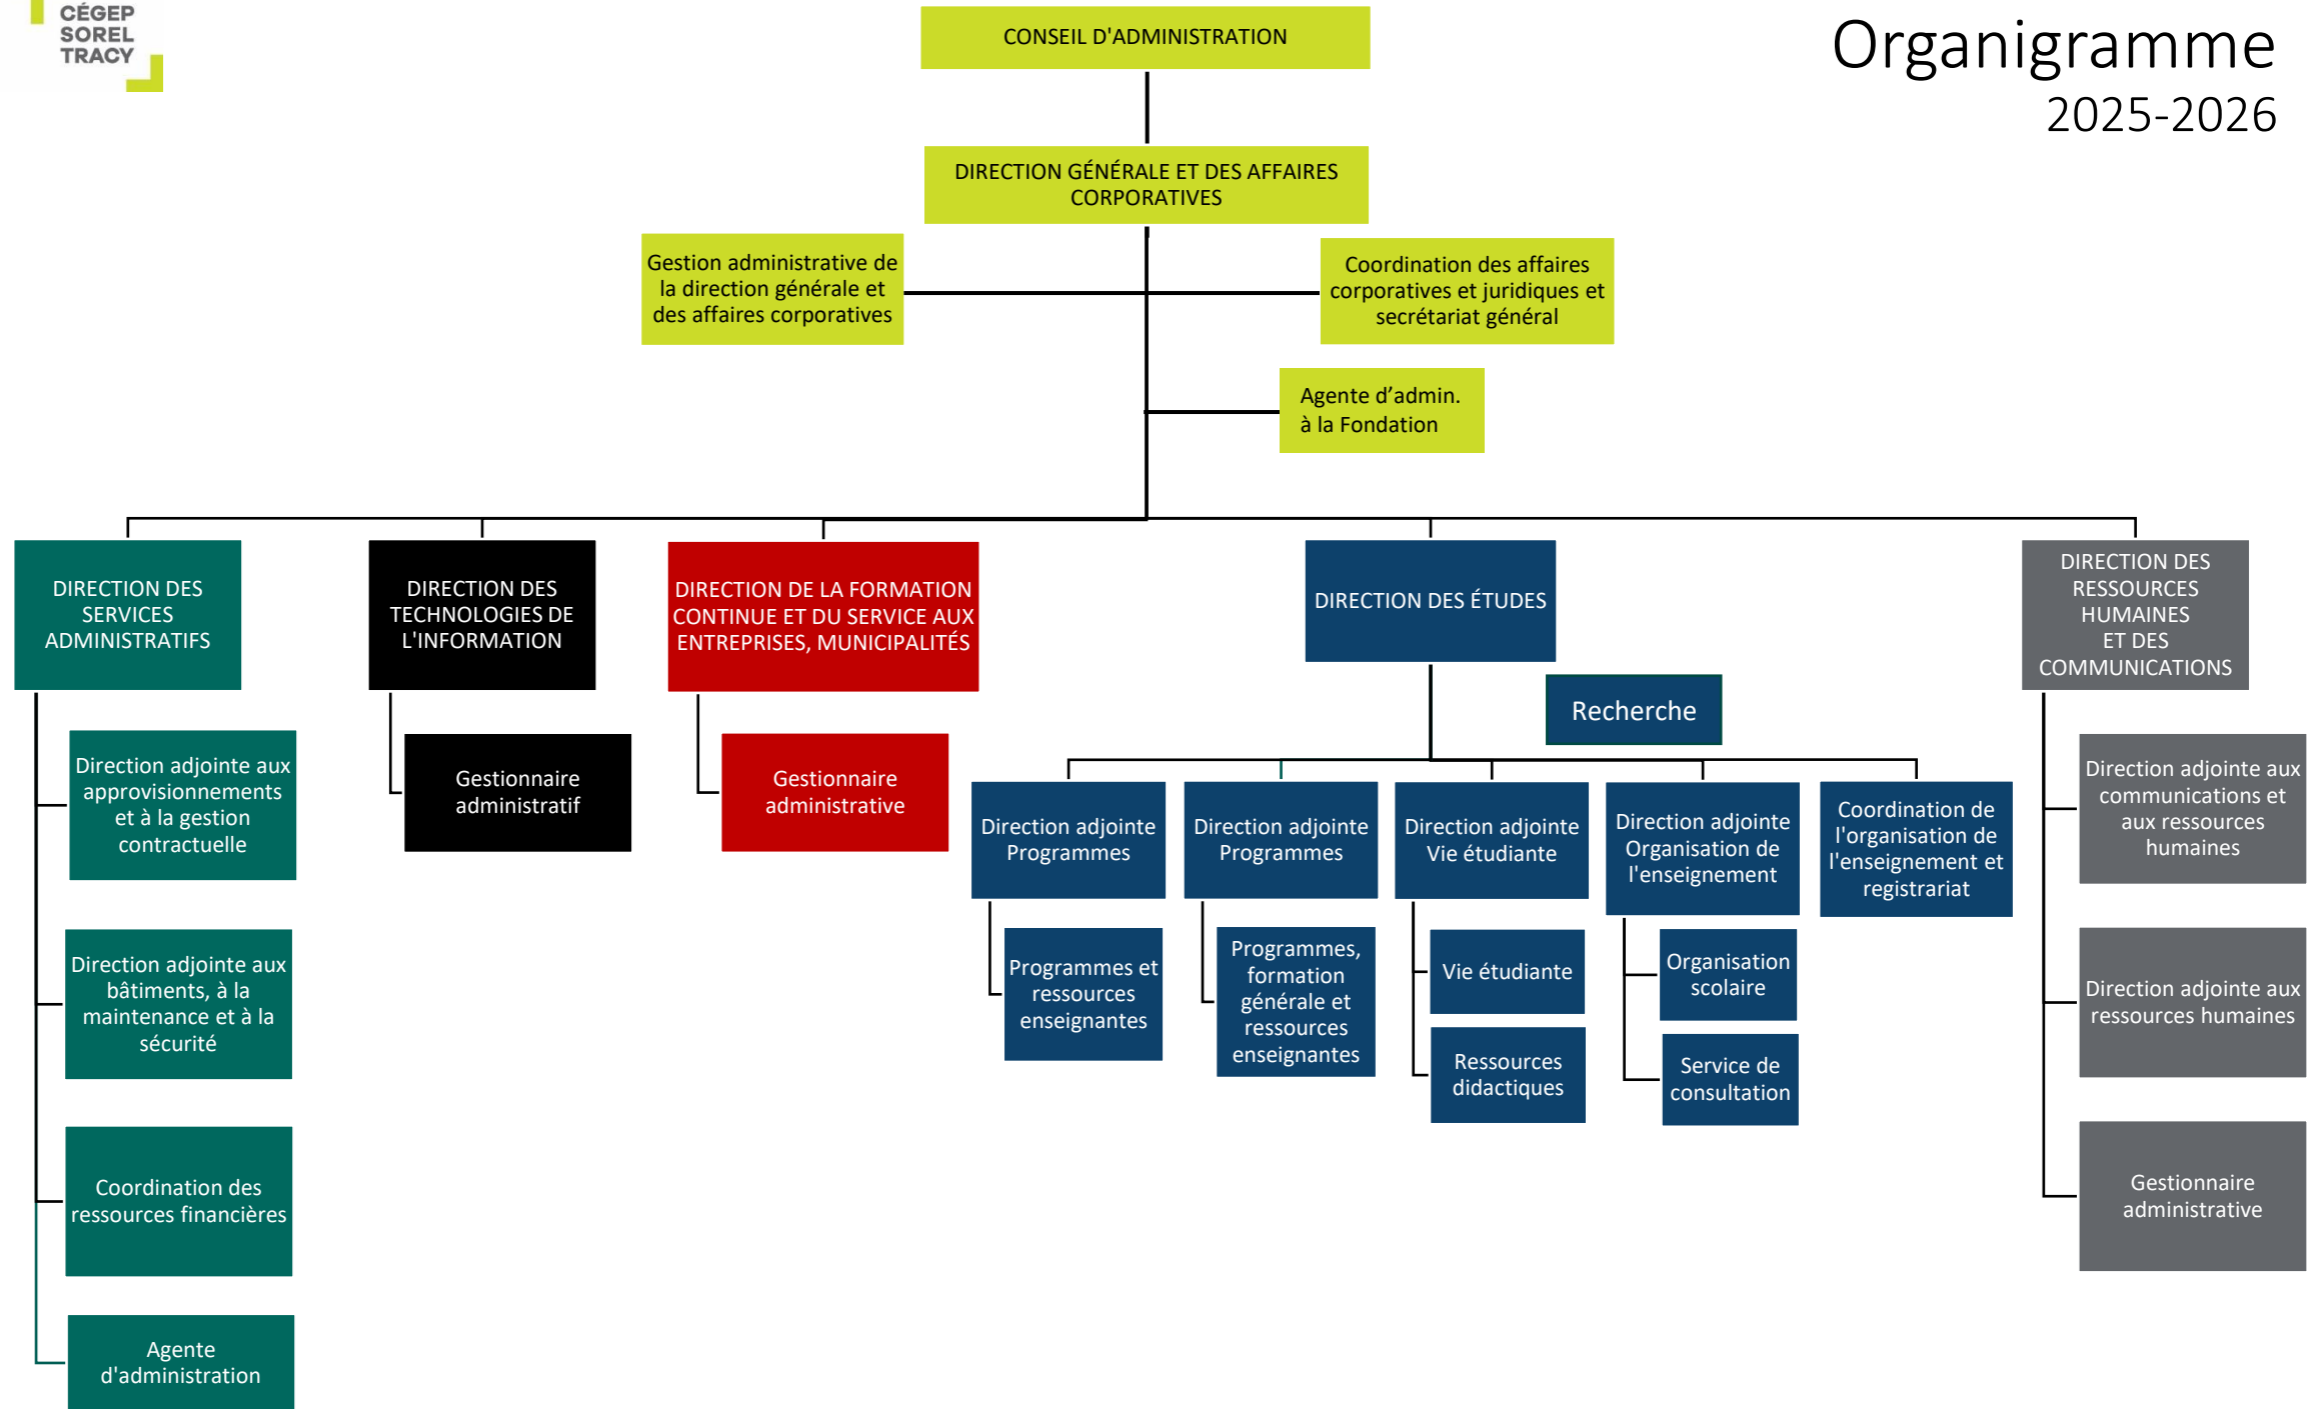 CÉGEP
SOREL
TRACY
Organigramme
2025-2026
CONSEIL D'ADMINISTRATION
DIRECTION GÉNÉRALE ET DES AFFAIRES
CORPORATIVES
Gestion administrative de
la direction générale et
des affaires corporatives
Coordination des affaires
corporatives et juridiques et
secrétariat général
Agente d’admin.
à la Fondation
DIRECTION DES
SERVICES
ADMINISTRATIFS
Direction adjointe aux
approvisionnements
et à la gestion
contractuelle
Direction adjointe aux
bâtiments, à la
maintenance et à la
sécurité
Coordination des
ressources financières
Agente
d'administration
DIRECTION DES
TECHNOLOGIES DE
L'INFORMATION
Gestionnaire
administratif
DIRECTION DE LA FORMATION
CONTINUE ET DU SERVICE AUX
ENTREPRISES, MUNICIPALITÉS
Gestionnaire
administrative
DIRECTION DES ÉTUDES
Recherche
Direction adjointe
Programmes
Programmes et
ressources
enseignantes
Direction adjointe
Programmes
Programmes,
formation
générale et
ressources
enseignantes
Direction adjointe
Vie étudiante
Vie étudiante
Ressources
didactiques
Direction adjointe
Organisation de
l'enseignement
Organisation
scolaire
Service de
consultation
Coordination de
l'organisation de
l'enseignement et
registrariat
DIRECTION DES
RESSOURCES
HUMAINES
ET DES
COMMUNICATIONS
Direction adjointe aux
communications et
aux ressources
humaines
Direction adjointe aux
ressources humaines
Gestionnaire
administrative